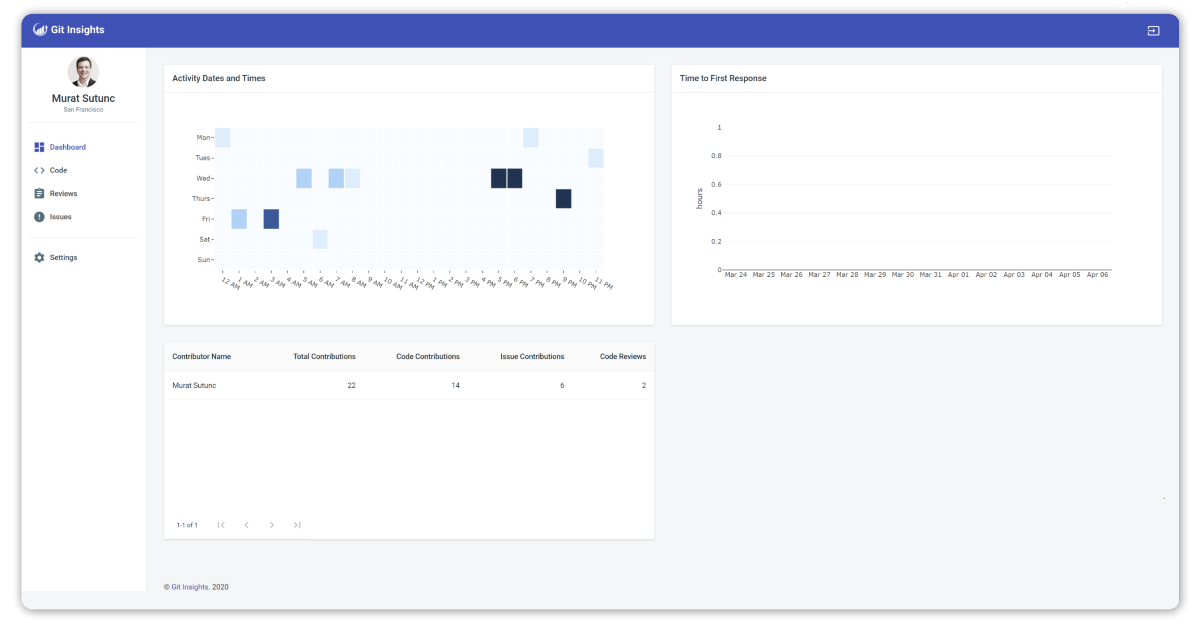 Git Insights
Murat Sutunc
San Francisco
Dashboard
Code
Reviews
Issues
Settings
Activity Dates and Times
Mon
Tues
Wed
Thurs
Fri
Sat
Sun
12 AM 1 AM 2 AM 3 AM 4 AM 5 AM 6 AM 7 AM 8 AM 9 AM 10 AM 11 AM 12 PM 1 PM 2 PM 3 PM 4 PM 5 PM 6 PM 7 PM 8 PM 9 PM 10 PM 11 PM
Time to First Response
hours
1
0.8
0.6
0.4
0.2
0
Mar 24 Mar 25 Mar 26 Mar 27 Mar 28 Mar 29 Mar 30 Mar 31 Apr 01 Apr 02 Apr 03 Apr 04 Apr 05 Apr 06
Contributor Name Total Contributions Code Contributions Issue Contributions Code Reviews
Murat Sutunc 22 14 6 2
1-1 of 1
© Git Insights. 2020